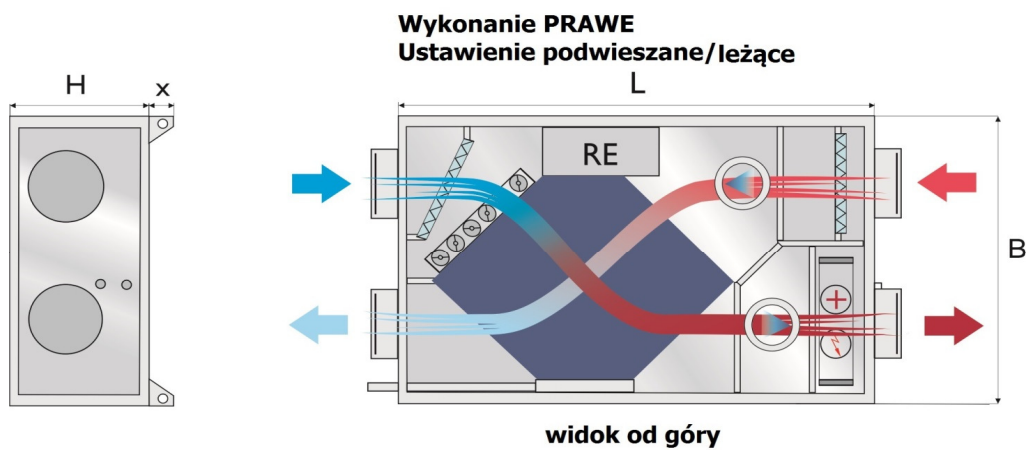 Wykonanie PRAWE
Ustawienie podwieszane/leżące
H
x
L
RE
B
widok od góry